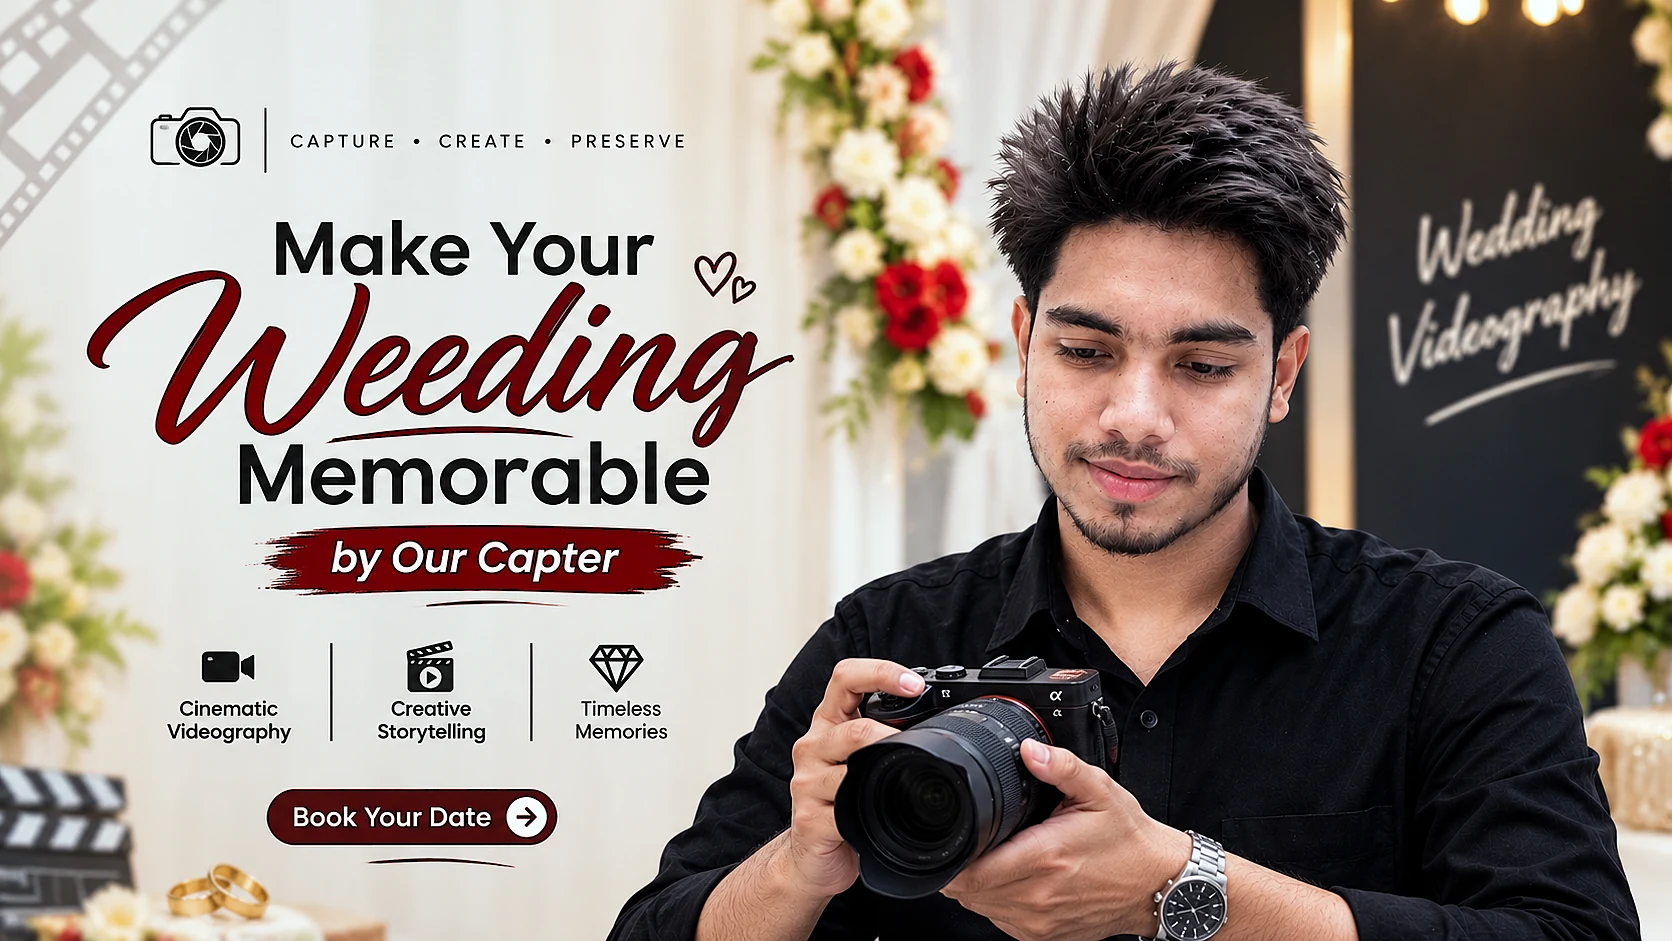 CAPTURE • CREATE • PRESERVE
Make Your
Weeding
Memorable
by Our Capter
Cinematic
Videography
Creative
Storytelling
Timeless
Memories
Book Your Date
Wedding
Videography
α
α